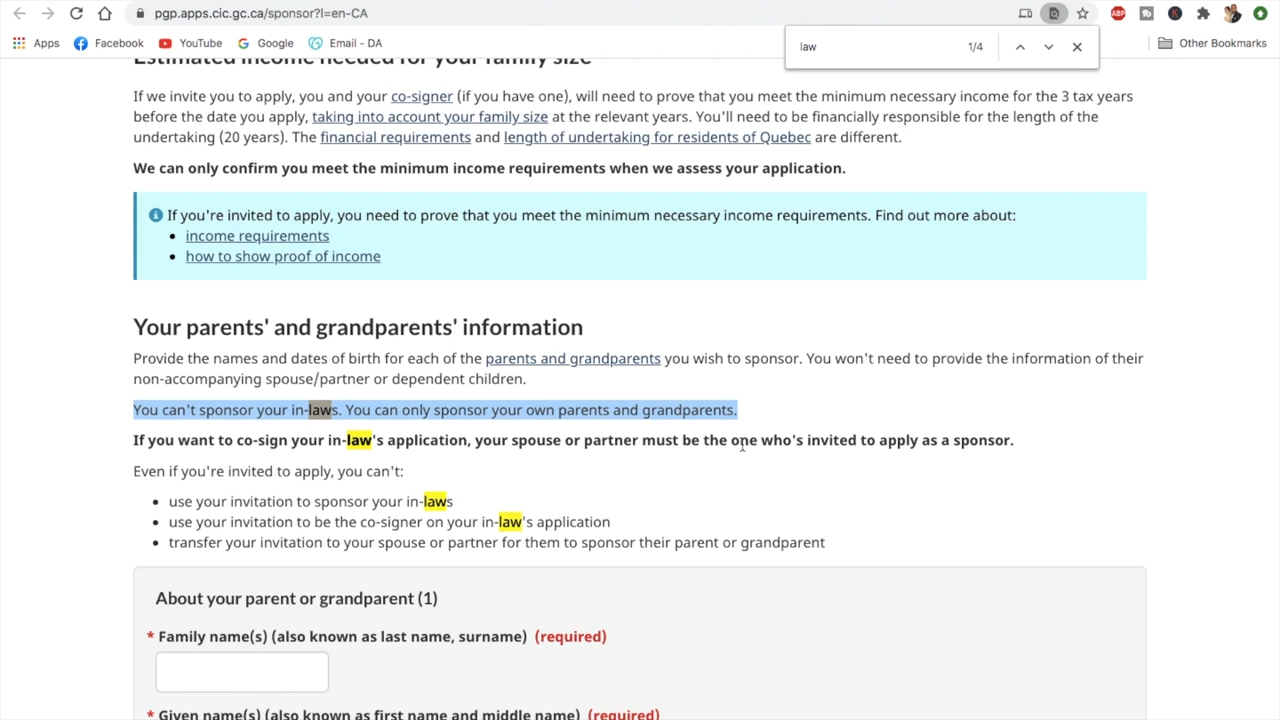 pgp.apps.cic.gc.ca/sponsor?l=en-CA
law
1/4
ABP
Apps
Facebook
YouTube
Google
Email - DA
Other Bookmarks
Estimated income needed for your family size
If we invite you to apply, you and your co-signer (if you have one), will need to prove that you meet the minimum necessary income for the 3 tax years
before the date you apply, taking into account your family size at the relevant years. You'll need to be financially responsible for the length of the
undertaking (20 years). The financial requirements and length of undertaking for residents of Quebec are different.
We can only confirm you meet the minimum income requirements when we assess your application.
If you're invited to apply, you need to prove that you meet the minimum necessary income requirements. Find out more about:
• income requirements
• how to show proof of income
Your parents' and grandparents' information
Provide the names and dates of birth for each of the parents and grandparents you wish to sponsor. You won't need to provide the information of their
non-accompanying spouse/partner or dependent children.
You can't sponsor your in-laws. You can only sponsor your own parents and grandparents.
If you want to co-sign your in-law's application, your spouse or partner must be the one who's invited to apply as a sponsor.
Even if you're invited to apply, you can't:
• use your invitation to sponsor your in-laws
• use your invitation to be the co-signer on your in-law's application
• transfer your invitation to your spouse or partner for them to sponsor their parent or grandparent
About your parent or grandparent (1)
* Family name(s) (also known as last name, surname) (required)
* Given name(s) (also known as first name and middle name) (required)